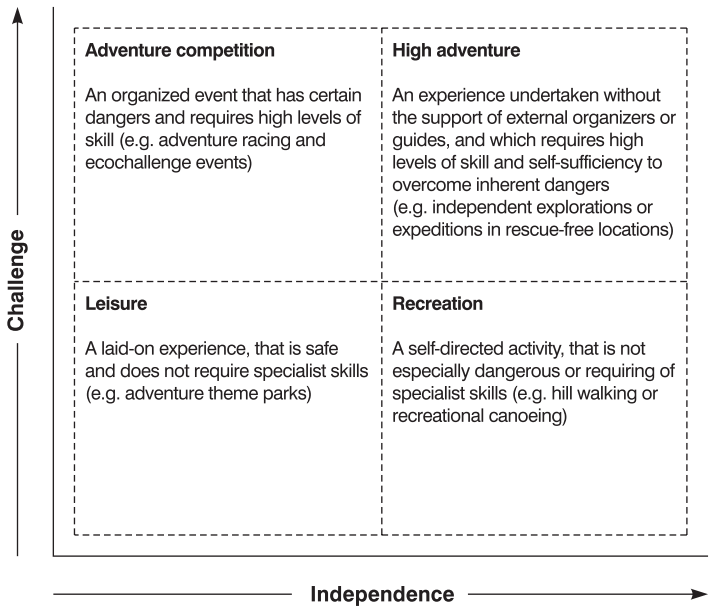 Adventure competition
An organized event that has certain
dangers and requires high levels of
skill (e.g. adventure racing and
ecochallenge events)
High adventure
An experience undertaken without
the support of external organizers or
guides, and which requires high
levels of skill and self-sufficiency to
overcome inherent dangers
(e.g. independent explorations or
expeditions in rescue-free locations)
Leisure
A laid-on experience, that is safe
and does not require specialist skills
(e.g. adventure theme parks)
Recreation
A self-directed activity, that is not
especially dangerous or requiring of
specialist skills (e.g. hill walking or
recreational canoeing)
Challenge
Independence